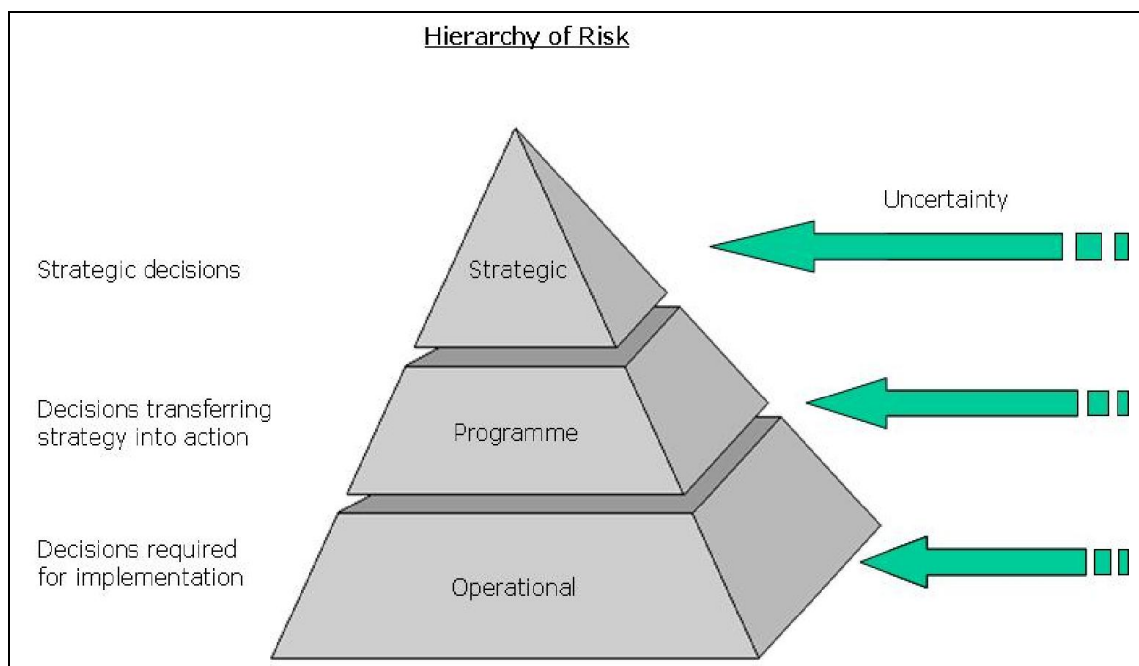 Hierarchy of Risk
Uncertainty
Strategic decisions
Strategic
Decisions transferring
strategy into action
Programme
Decisions required
for implementation
Operational